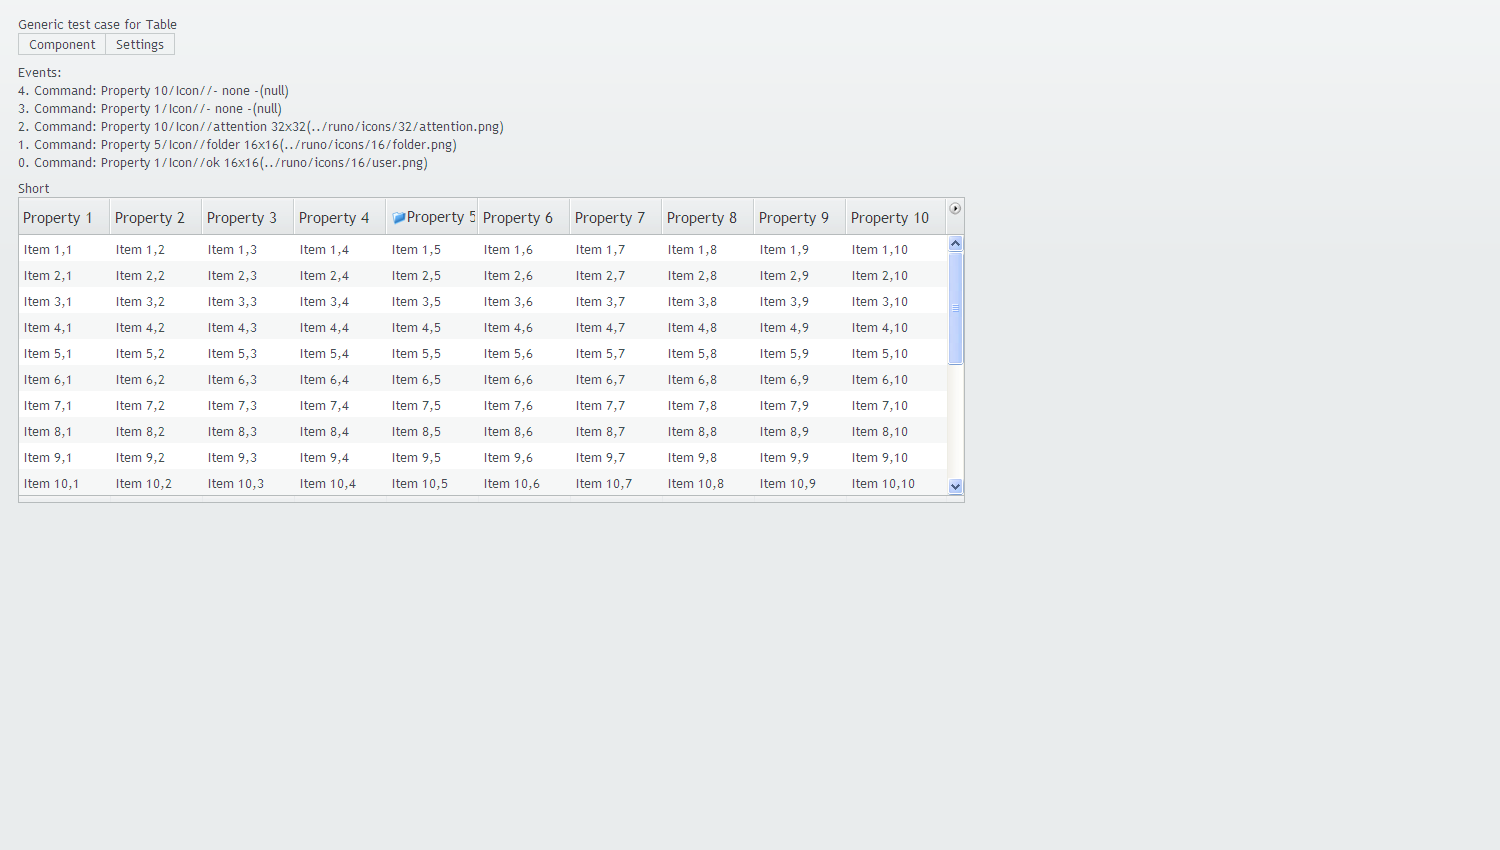 Generic test case for Table
Component Settings
Events:
4. Command: Property 10/Icon//- none -(null)
3. Command: Property 1/Icon//- none -(null)
2. Command: Property 10/Icon//attention 32x32(../runo/icons/32/attention.png)
1. Command: Property 5/Icon//folder 16x16(../runo/icons/16/folder.png)
0. Command: Property 1/Icon//ok 16x16(../runo/icons/16/user.png)
Short
Property 1 Property 2 Property 3 Property 4 Property 5 Property 6 Property 7 Property 8 Property 9 Property 10
Item 1,1 Item 1,2 Item 1,3 Item 1,4 Item 1,5 Item 1,6 Item 1,7 Item 1,8 Item 1,9 Item 1,10
Item 2,1 Item 2,2 Item 2,3 Item 2,4 Item 2,5 Item 2,6 Item 2,7 Item 2,8 Item 2,9 Item 2,10
Item 3,1 Item 3,2 Item 3,3 Item 3,4 Item 3,5 Item 3,6 Item 3,7 Item 3,8 Item 3,9 Item 3,10
Item 4,1 Item 4,2 Item 4,3 Item 4,4 Item 4,5 Item 4,6 Item 4,7 Item 4,8 Item 4,9 Item 4,10
Item 5,1 Item 5,2 Item 5,3 Item 5,4 Item 5,5 Item 5,6 Item 5,7 Item 5,8 Item 5,9 Item 5,10
Item 6,1 Item 6,2 Item 6,3 Item 6,4 Item 6,5 Item 6,6 Item 6,7 Item 6,8 Item 6,9 Item 6,10
Item 7,1 Item 7,2 Item 7,3 Item 7,4 Item 7,5 Item 7,6 Item 7,7 Item 7,8 Item 7,9 Item 7,10
Item 8,1 Item 8,2 Item 8,3 Item 8,4 Item 8,5 Item 8,6 Item 8,7 Item 8,8 Item 8,9 Item 8,10
Item 9,1 Item 9,2 Item 9,3 Item 9,4 Item 9,5 Item 9,6 Item 9,7 Item 9,8 Item 9,9 Item 9,10
Item 10,1 Item 10,2 Item 10,3 Item 10,4 Item 10,5 Item 10,6 Item 10,7 Item 10,8 Item 10,9 Item 10,10